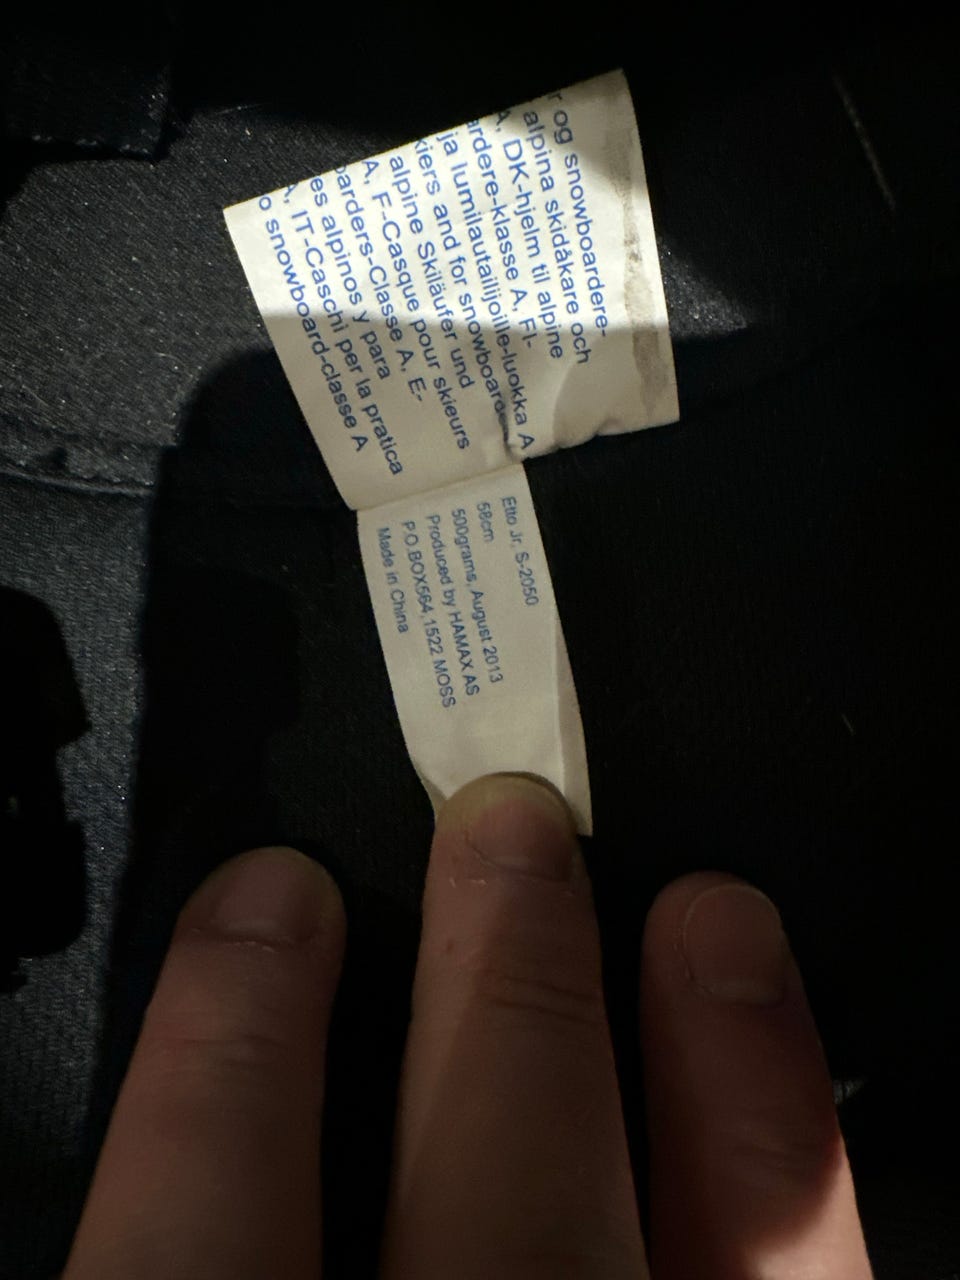 r og snowboardere-
alpina skidåkare och
A, DK-hjelm til alpine
ardere-klasse A, FI-
ja lumilautailijoille-luokka A
kiers and for snowboard
alpine Skiläufer und
A, F-Casque pour skieurs
oarders-Classe A, E-
es alpinos y para
A, IT-Caschi per la pratica
o snowboard-classe A
Etto Jr. S-2050
58cm
500grams, August 2013
Produced by HAMAX AS
P.O.BOX564,1522 MOSS
Made in China